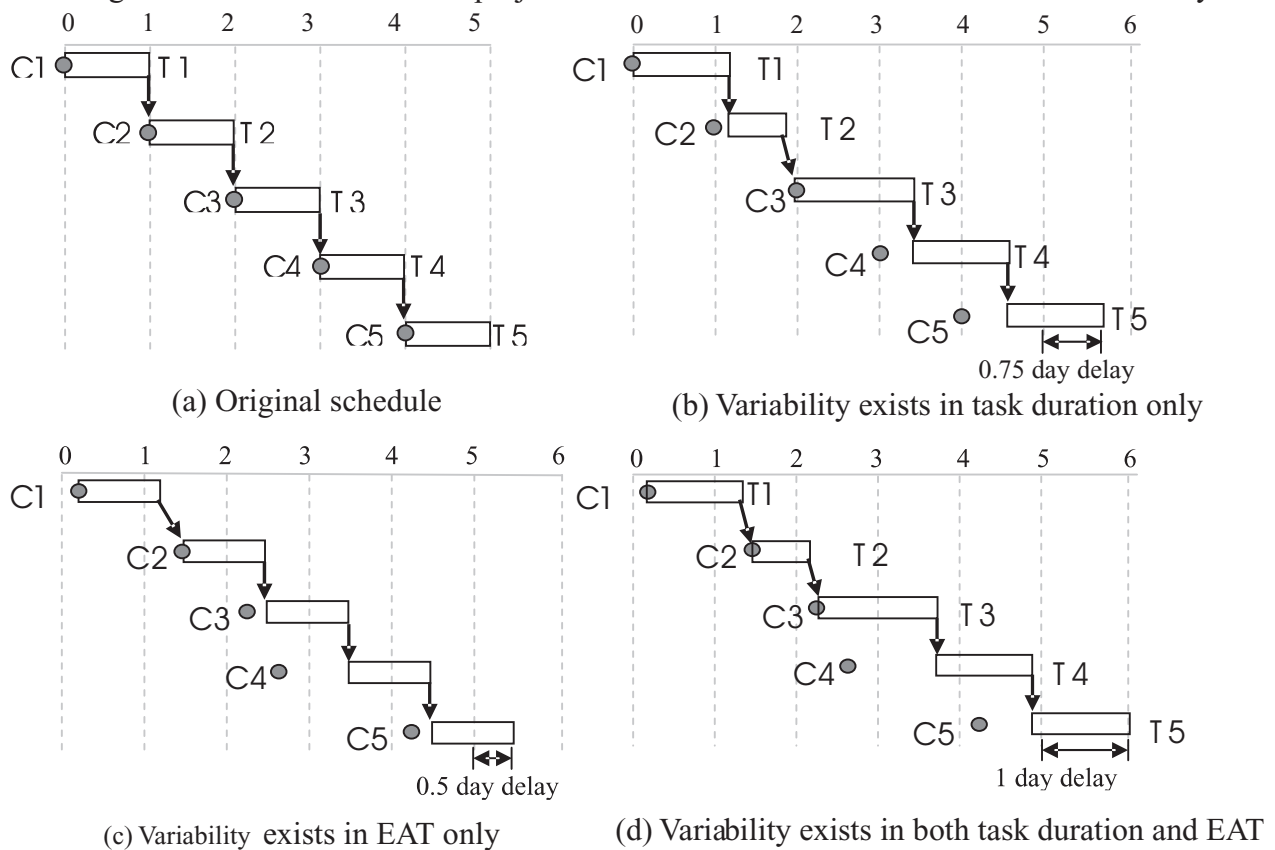 0 1 2 3 4 5
C1 T1
C2 T2
C3 T3
C4 T4
C5 T5
(a) Original schedule
0 1 2 3 4 5 6
C1 T1
C2 T2
C3 T3
C4 T4
C5 T5
0.75 day delay
(b) Variability exists in task duration only
0 1 2 3 4 5 6
C1
C2
C3
C4
C5
0.5 day delay
(c) Variability exists in EAT only
0 1 2 3 4 5 6
C1 T1
C2 T2
C3 T3
C4 T4
C5 T5
1 day delay
(d) Variability exists in both task duration and EAT